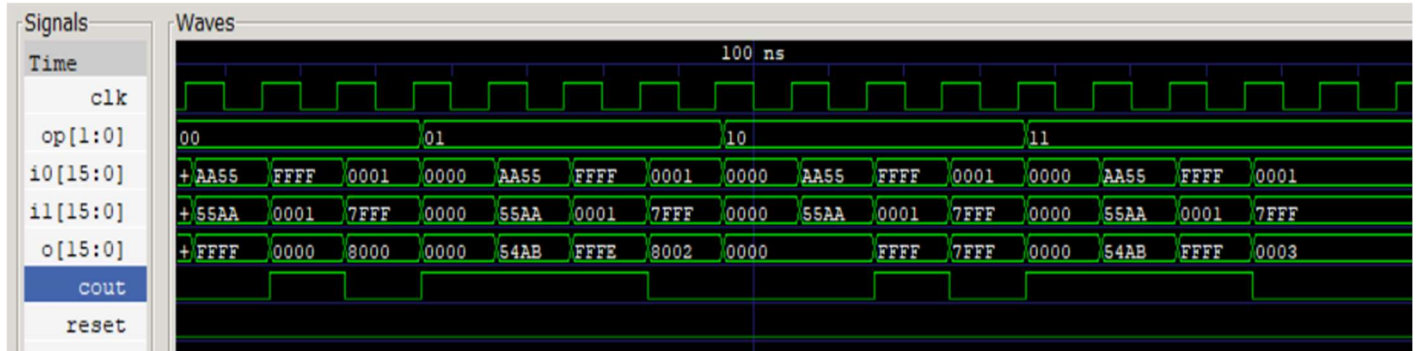 Signals Waves
Time 100 ns
clk
op[1:0] 00 01 10 11
i0[15:0] + AA55 FFFF 0001 0000 AA55 FFFF 0001 0000 AA55 FFFF 0001 0000 AA55 FFFF 0001
i1[15:0] + 55AA 0001 7FFF 0000 55AA 0001 7FFF 0000 55AA 0001 7FFF 0000 55AA 0001 7FFF
o[15:0] + FFFF 0000 8000 0000 54AB FFFE 8002 0000 FFFF 7FFF 0000 54AB FFFF 0003
cout
reset